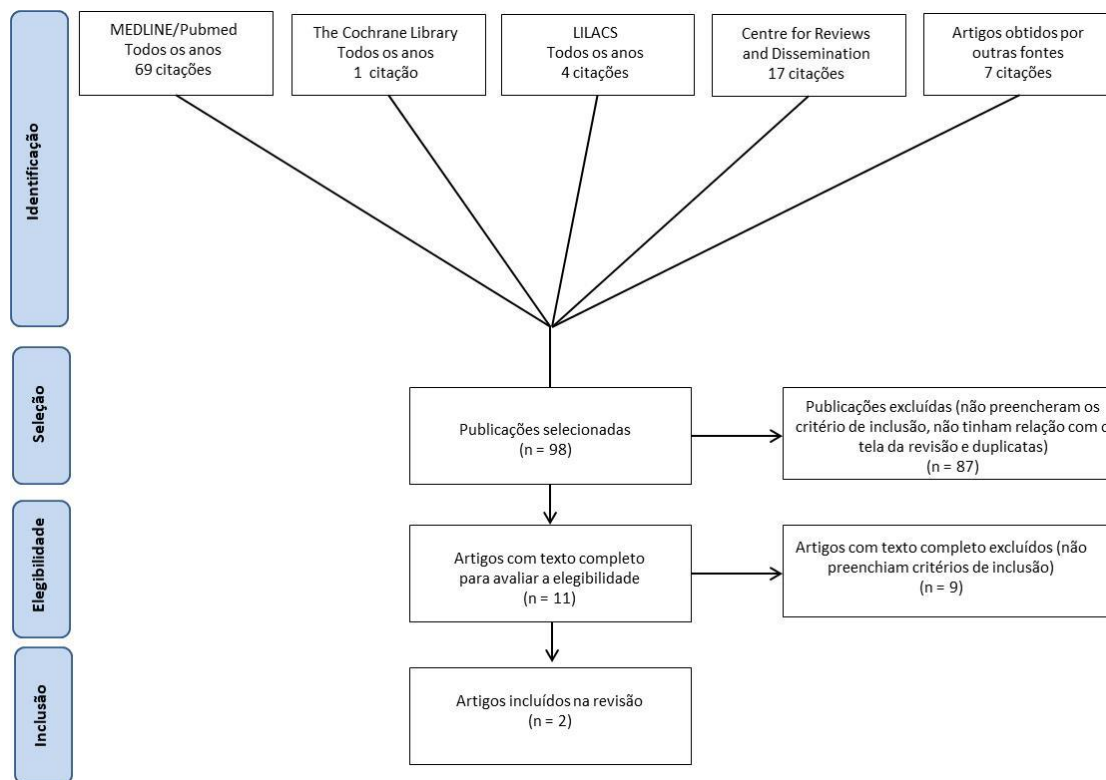 MEDLINE/Pubmed
Todos os anos
69 citações
The Cochrane Library
Todos os anos
1 citação
LILACS
Todos os anos
4 citações
Centre for Reviews
and Dissemination
17 citações
Artigos obtidos por
outras fontes
7 citações
Identificação
Seleção
Publicações selecionadas
(n = 98)
Publicações excluídas (não preencheram os
critério de inclusão, não tinham relação com
tela da revisão e duplicatas)
(n = 87)
Elegibilidade
Artigos com texto completo
para avaliar a elegibilidade
(n = 11)
Artigos com texto completo excluídos (não
preenchiam critérios de inclusão)
(n = 9)
Inclusão
Artigos incluídos na revisão
(n = 2)